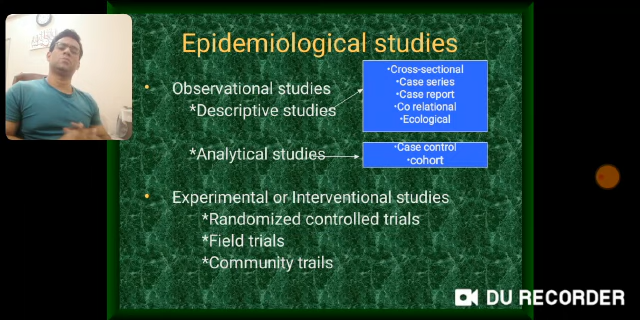 Epidemiological studies
• Observational studies
*Descriptive studies
•Cross-sectional
•Case series
•Case report
•Co relational
•Ecological
*Analytical studies
•Case control
•cohort
• Experimental or Interventional studies
*Randomized controlled trials
*Field trials
*Community trails
DU RECORDER